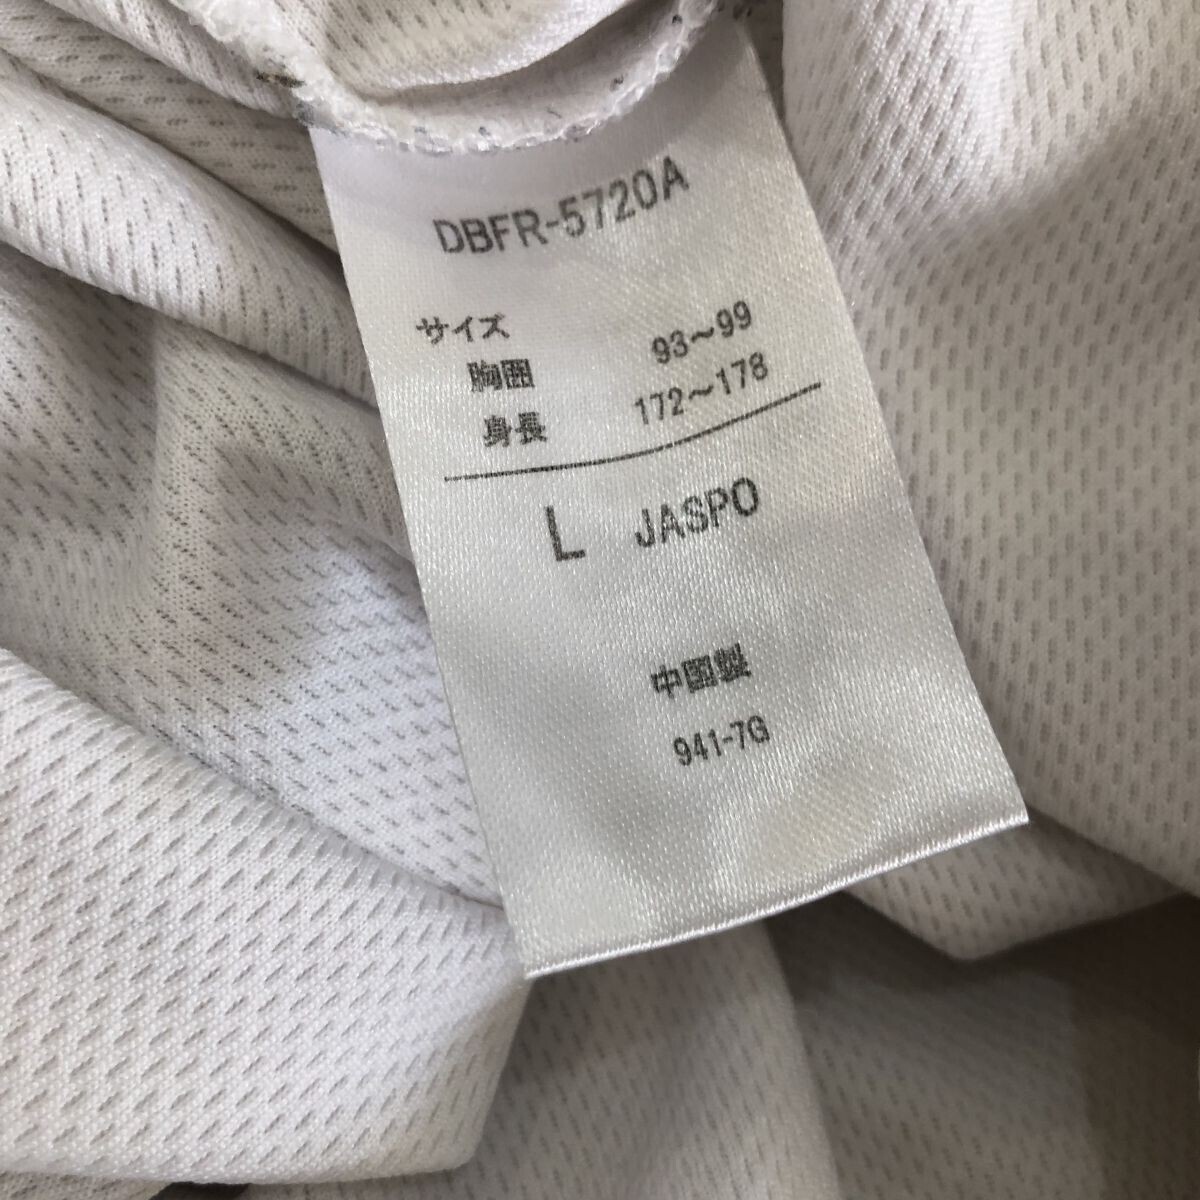 DBFR-5720A
サイズ
胸囲 93～99
身長 172～178
L JASPO
中国製
941-7G